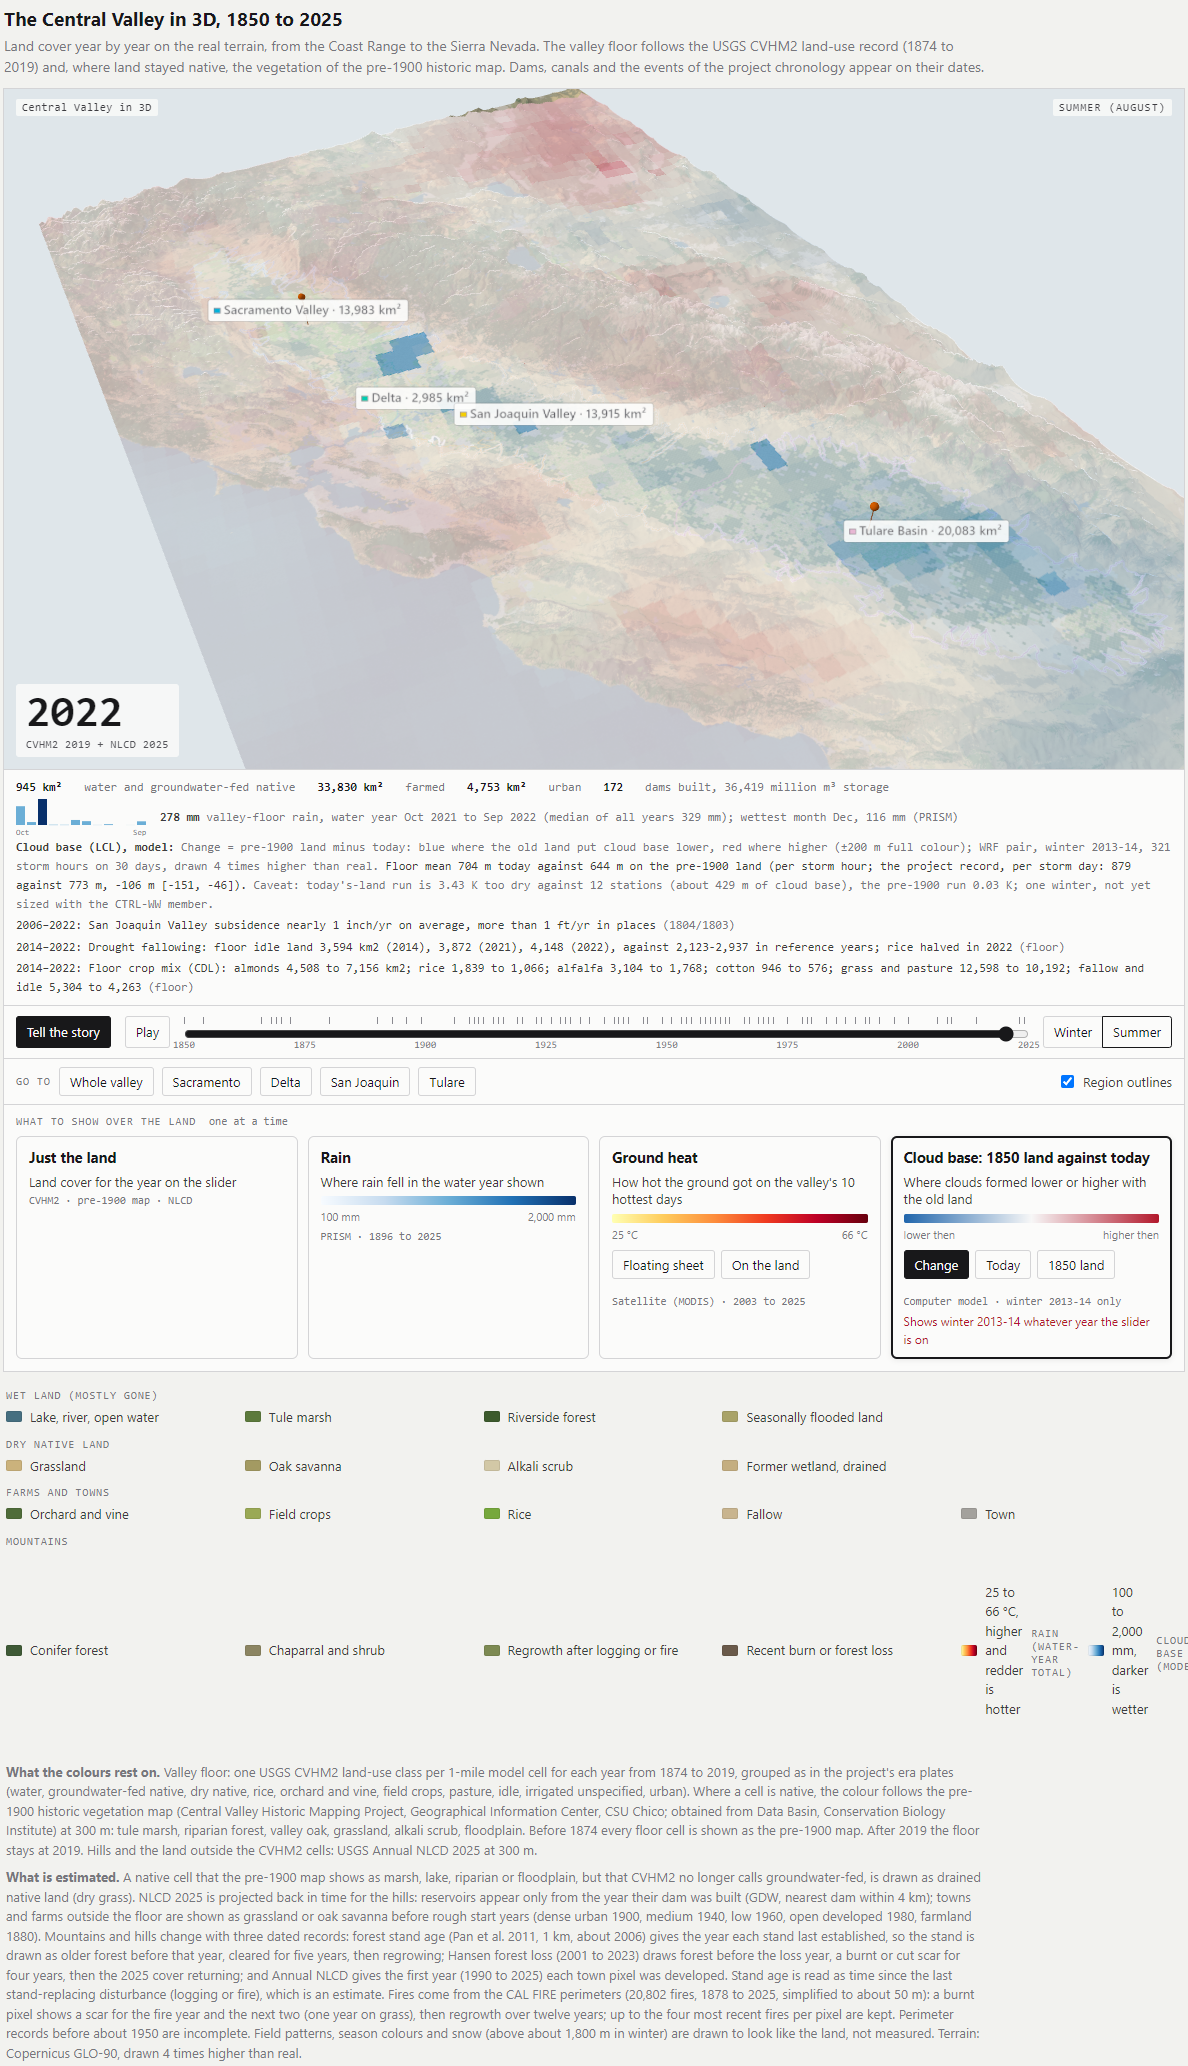 The Central Valley in 3D, 1850 to 2025
Land cover year by year on the real terrain, from the Coast Range to the Sierra Nevada. The valley floor follows the USGS CVHM2 land-use record (1874 to
2019) and, where land stayed native, the vegetation of the pre-1900 historic map. Dams, canals and the events of the project chronology appear on their dates.
Central Valley in 3D
SUMMER (AUGUST)
Sacramento Valley · 13,983 km²
Delta · 2,985 km²
San Joaquin Valley · 13,915 km²
Tulare Basin · 20,083 km²
2022
CVHM2 2019 + NLCD 2025
945 km² water and groundwater-fed native 33,830 km² farmed 4,753 km² urban 172 dams built, 36,419 million m³ storage
Oct Sep
278 mm valley-floor rain, water year Oct 2021 to Sep 2022 (median of all years 329 mm); wettest month Dec, 116 mm (PRISM)
Cloud base (LCL), model: Change = pre-1900 land minus today: blue where the old land put cloud base lower, red where higher (±200 m full colour); WRF pair, winter 2013-14, 321
storm hours on 30 days, drawn 4 times higher than real. Floor mean 704 m today against 644 m on the pre-1900 land (per storm hour; the project record, per storm day: 879
against 773 m, -106 m [-151, -46]). Caveat: today's-land run is 3.43 K too dry against 12 stations (about 429 m of cloud base), the pre-1900 run 0.03 K; one winter, not yet
sized with the CTRL-WW member.
2006–2022: San Joaquin Valley subsidence nearly 1 inch/yr on average, more than 1 ft/yr in places (1804/1803)
2014–2022: Drought fallowing: floor idle land 3,594 km2 (2014), 3,872 (2021), 4,148 (2022), against 2,123-2,937 in reference years; rice halved in 2022 (floor)
2014–2022: Floor crop mix (CDL): almonds 4,508 to 7,156 km2; rice 1,839 to 1,066; alfalfa 3,104 to 1,768; cotton 946 to 576; grass and pasture 12,598 to 10,192; fallow and
idle 5,304 to 4,263 (floor)
Tell the story
Play
1850 1875 1900 1925 1950 1975 2000 2025
Winter
Summer
GO TO
Whole valley
Sacramento
Delta
San Joaquin
Tulare
Region outlines
WHAT TO SHOW OVER THE LAND one at a time
Just the land
Land cover for the year on the slider
CVHM2 · pre-1900 map · NLCD
Rain
Where rain fell in the water year shown
100 mm 2,000 mm
PRISM · 1896 to 2025
Ground heat
How hot the ground got on the valley's 10
hottest days
25 °C 66 °C
Floating sheet
On the land
Satellite (MODIS) · 2003 to 2025
Cloud base: 1850 land against today
Where clouds formed lower or higher with
the old land
lower then higher then
Change
Today
1850 land
Computer model · winter 2013-14 only
Shows winter 2013-14 whatever year the slider
is on
WET LAND (MOSTLY GONE)
Lake, river, open water
Tule marsh
Riverside forest
Seasonally flooded land
DRY NATIVE LAND
Grassland
Oak savanna
Alkali scrub
Former wetland, drained
FARMS AND TOWNS
Orchard and vine
Field crops
Rice
Fallow
Town
MOUNTAINS
Conifer forest
Chaparral and shrub
Regrowth after logging or fire
Recent burn or forest loss
25 to
66 °C,
higher
and
redder
is
hotter
RAIN
(WATER-
YEAR
TOTAL)
100
to
2,000
mm,
darker
is
wetter
CLOUD
BASE
(MODE
What the colours rest on. Valley floor: one USGS CVHM2 land-use class per 1-mile model cell for each year from 1874 to 2019, grouped as in the project's era plates
(water, groundwater-fed native, dry native, rice, orchard and vine, field crops, pasture, idle, irrigated unspecified, urban). Where a cell is native, the colour follows the pre-
1900 historic vegetation map (Central Valley Historic Mapping Project, Geographical Information Center, CSU Chico; obtained from Data Basin, Conservation Biology
Institute) at 300 m: tule marsh, riparian forest, valley oak, grassland, alkali scrub, floodplain. Before 1874 every floor cell is shown as the pre-1900 map. After 2019 the floor
stays at 2019. Hills and the land outside the CVHM2 cells: USGS Annual NLCD 2025 at 300 m.
What is estimated. A native cell that the pre-1900 map shows as marsh, lake, riparian or floodplain, but that CVHM2 no longer calls groundwater-fed, is drawn as drained
native land (dry grass). NLCD 2025 is projected back in time for the hills: reservoirs appear only from the year their dam was built (GDW, nearest dam within 4 km); towns
and farms outside the floor are shown as grassland or oak savanna before rough start years (dense urban 1900, medium 1940, low 1960, open developed 1980, farmland
1880). Mountains and hills change with three dated records: forest stand age (Pan et al. 2011, 1 km, about 2006) gives the year each stand last established, so the stand is
drawn as older forest before that year, cleared for five years, then regrowing; Hansen forest loss (2001 to 2023) draws forest before the loss year, a burnt or cut scar for
four years, then the 2025 cover returning; and Annual NLCD gives the first year (1990 to 2025) each town pixel was developed. Stand age is read as time since the last
stand-replacing disturbance (logging or fire), which is an estimate. Fires come from the CAL FIRE perimeters (20,802 fires, 1878 to 2025, simplified to about 50 m): a burnt
pixel shows a scar for the fire year and the next two (one year on grass), then regrowth over twelve years; up to the four most recent fires per pixel are kept. Perimeter
records before about 1950 are incomplete. Field patterns, season colours and snow (above about 1,800 m in winter) are drawn to look like the land, not measured. Terrain:
Copernicus GLO-90, drawn 4 times higher than real.